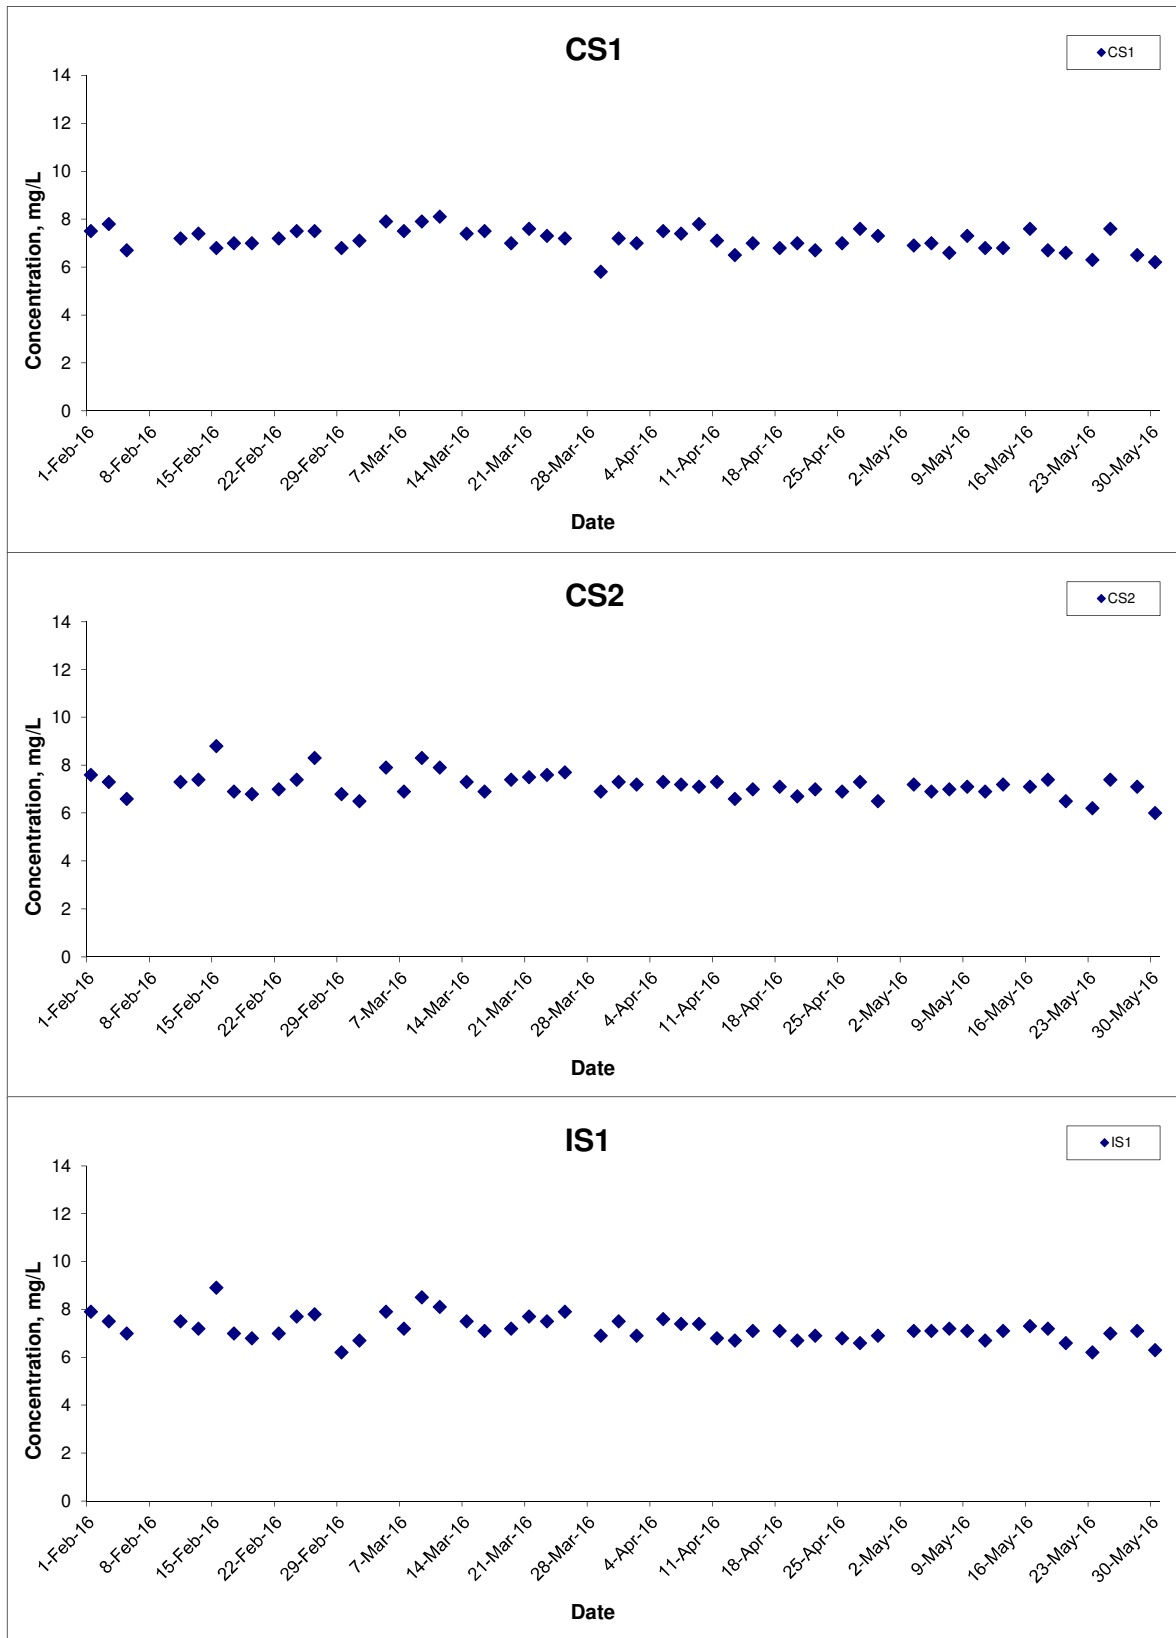 CS1
CS1
14
12
10
8
6
4
2
0
Concentration, mg/L
1-Feb-16
8-Feb-16
15-Feb-16
22-Feb-16
29-Feb-16
7-Mar-16
14-Mar-16
21-Mar-16
28-Mar-16
4-Apr-16
11-Apr-16
18-Apr-16
25-Apr-16
2-May-16
9-May-16
16-May-16
23-May-16
30-May-16
Date
CS2
CS2
14
12
10
8
6
4
2
0
Concentration, mg/L
1-Feb-16
8-Feb-16
15-Feb-16
22-Feb-16
29-Feb-16
7-Mar-16
14-Mar-16
21-Mar-16
28-Mar-16
4-Apr-16
11-Apr-16
18-Apr-16
25-Apr-16
2-May-16
9-May-16
16-May-16
23-May-16
30-May-16
Date
IS1
IS1
14
12
10
8
6
4
2
0
Concentration, mg/L
1-Feb-16
8-Feb-16
15-Feb-16
22-Feb-16
29-Feb-16
7-Mar-16
14-Mar-16
21-Mar-16
28-Mar-16
4-Apr-16
11-Apr-16
18-Apr-16
25-Apr-16
2-May-16
9-May-16
16-May-16
23-May-16
30-May-16
Date